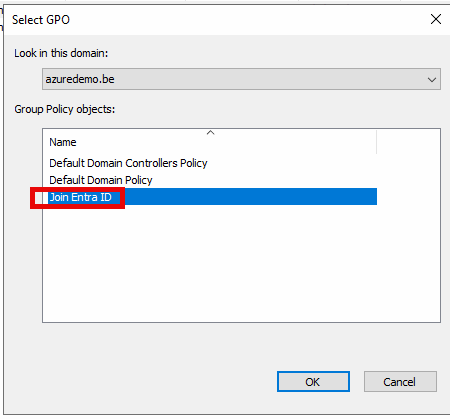 Select GPO
Look in this domain:
azuredemo.be
Group Policy objects:
Name
Default Domain Controllers Policy
Default Domain Policy
Join Entra ID
OK Cancel